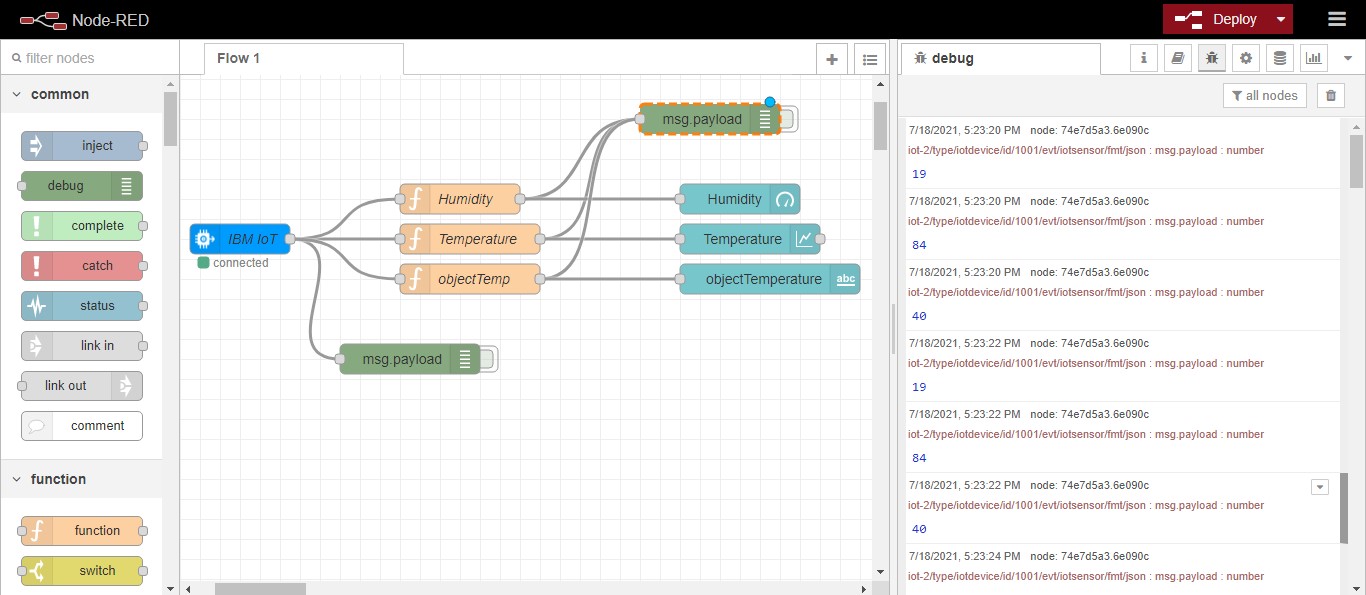 Node-RED
Deploy
filter nodes
common
inject
debug
complete
catch
status
link in
link out
comment
function
function
switch
Flow 1
msg.payload
Humidity
Humidity
IBM IoT
connected
Temperature
Temperature
objectTemp
objectTemperature
abc
msg.payload
debug
i
all nodes
7/18/2021, 5:23:20 PM node: 74e7d5a3.6e090c
iot-2/type/iotdevice/id/1001/evt/iotsensor/fmt/json : msg.payload : number
19
7/18/2021, 5:23:20 PM node: 74e7d5a3.6e090c
iot-2/type/iotdevice/id/1001/evt/iotsensor/fmt/json : msg.payload : number
84
7/18/2021, 5:23:20 PM node: 74e7d5a3.6e090c
iot-2/type/iotdevice/id/1001/evt/iotsensor/fmt/json : msg.payload : number
40
7/18/2021, 5:23:22 PM node: 74e7d5a3.6e090c
iot-2/type/iotdevice/id/1001/evt/iotsensor/fmt/json : msg.payload : number
19
7/18/2021, 5:23:22 PM node: 74e7d5a3.6e090c
iot-2/type/iotdevice/id/1001/evt/iotsensor/fmt/json : msg.payload : number
84
7/18/2021, 5:23:22 PM node: 74e7d5a3.6e090c
iot-2/type/iotdevice/id/1001/evt/iotsensor/fmt/json : msg.payload : number
40
7/18/2021, 5:23:24 PM node: 74e7d5a3.6e090c
iot-2/type/iotdevice/id/1001/evt/iotsensor/fmt/json : msg.payload : number